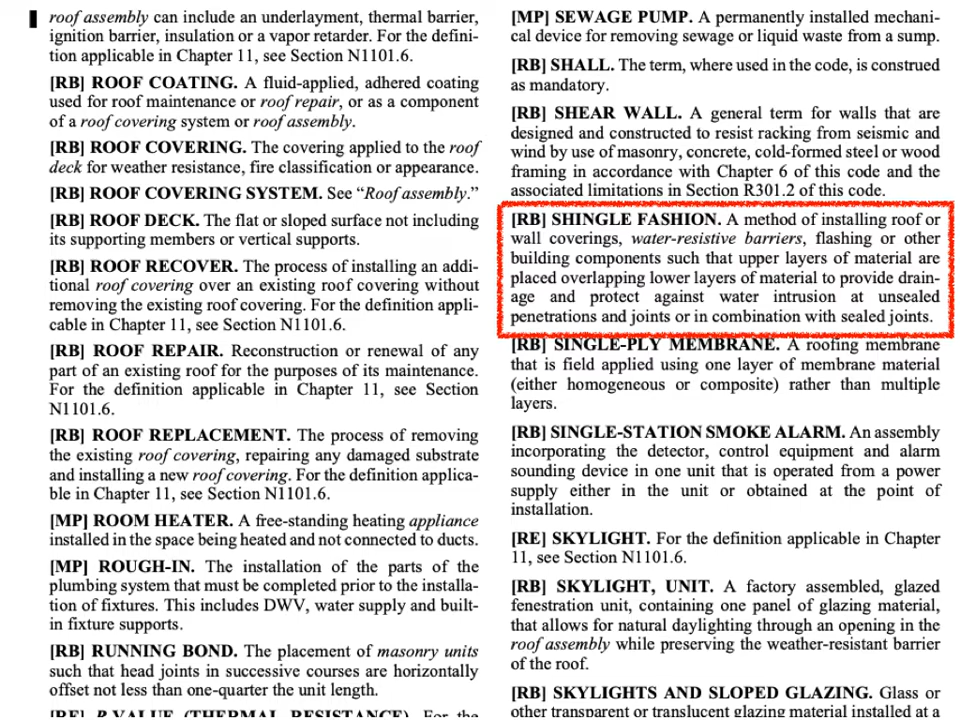 roof assembly can include an underlayment, thermal barrier,
ignition barrier, insulation or a vapor retarder. For the defini-
tion applicable in Chapter 11, see Section N1101.6.
[RB] ROOF COATING. A fluid-applied, adhered coating
used for roof maintenance or roof repair, or as a component
of a roof covering system or roof assembly.
[RB] ROOF COVERING. The covering applied to the roof
deck for weather resistance, fire classification or appearance.
[RB] ROOF COVERING SYSTEM. See “Roof assembly.”
[RB] ROOF DECK. The flat or sloped surface not including
its supporting members or vertical supports.
[RB] ROOF RECOVER. The process of installing an addi-
tional roof covering over an existing roof covering without
removing the existing roof covering. For the definition appli-
cable in Chapter 11, see Section N1101.6.
[RB] ROOF REPAIR. Reconstruction or renewal of any
part of an existing roof for the purposes of its maintenance.
For the definition applicable in Chapter 11, see Section
N1101.6.
[RB] ROOF REPLACEMENT. The process of removing
the existing roof covering, repairing any damaged substrate
and installing a new roof covering. For the definition applica-
ble in Chapter 11, see Section N1101.6.
[MP] ROOM HEATER. A free-standing heating appliance
installed in the space being heated and not connected to ducts.
[MP] ROUGH-IN. The installation of the parts of the
plumbing system that must be completed prior to the installa-
tion of fixtures. This includes DWV, water supply and built-
in fixture supports.
[RB] RUNNING BOND. The placement of masonry units
such that head joints in successive courses are horizontally
offset not less than one-quarter the unit length.
[RE] R-VALUE (THERMAL RESISTANCE). For the
[MP] SEWAGE PUMP. A permanently installed mechani-
cal device for removing sewage or liquid waste from a sump.
[RB] SHALL. The term, where used in the code, is construed
as mandatory.
[RB] SHEAR WALL. A general term for walls that are
designed and constructed to resist racking from seismic and
wind by use of masonry, concrete, cold-formed steel or wood
framing in accordance with Chapter 6 of this code and the
associated limitations in Section R301.2 of this code.
[RB] SHINGLE FASHION. A method of installing roof or
wall coverings, water-resistive barriers, flashing or other
building components such that upper layers of material are
placed overlapping lower layers of material to provide drain-
age and protect against water intrusion at unsealed
penetrations and joints or in combination with sealed joints.
[RB] SINGLE-PLY MEMBRANE. A roofing membrane
that is field applied using one layer of membrane material
(either homogeneous or composite) rather than multiple
layers.
[RB] SINGLE-STATION SMOKE ALARM. An assembly
incorporating the detector, control equipment and alarm
sounding device in one unit that is operated from a power
supply either in the unit or obtained at the point of
installation.
[RE] SKYLIGHT. For the definition applicable in Chapter
11, see Section N1101.6.
[RB] SKYLIGHT, UNIT. A factory assembled, glazed
fenestration unit, containing one panel of glazing material,
that allows for natural daylighting through an opening in the
roof assembly while preserving the weather-resistant barrier
of the roof.
[RB] SKYLIGHTS AND SLOPED GLAZING. Glass or
other transparent or translucent glazing material installed at a